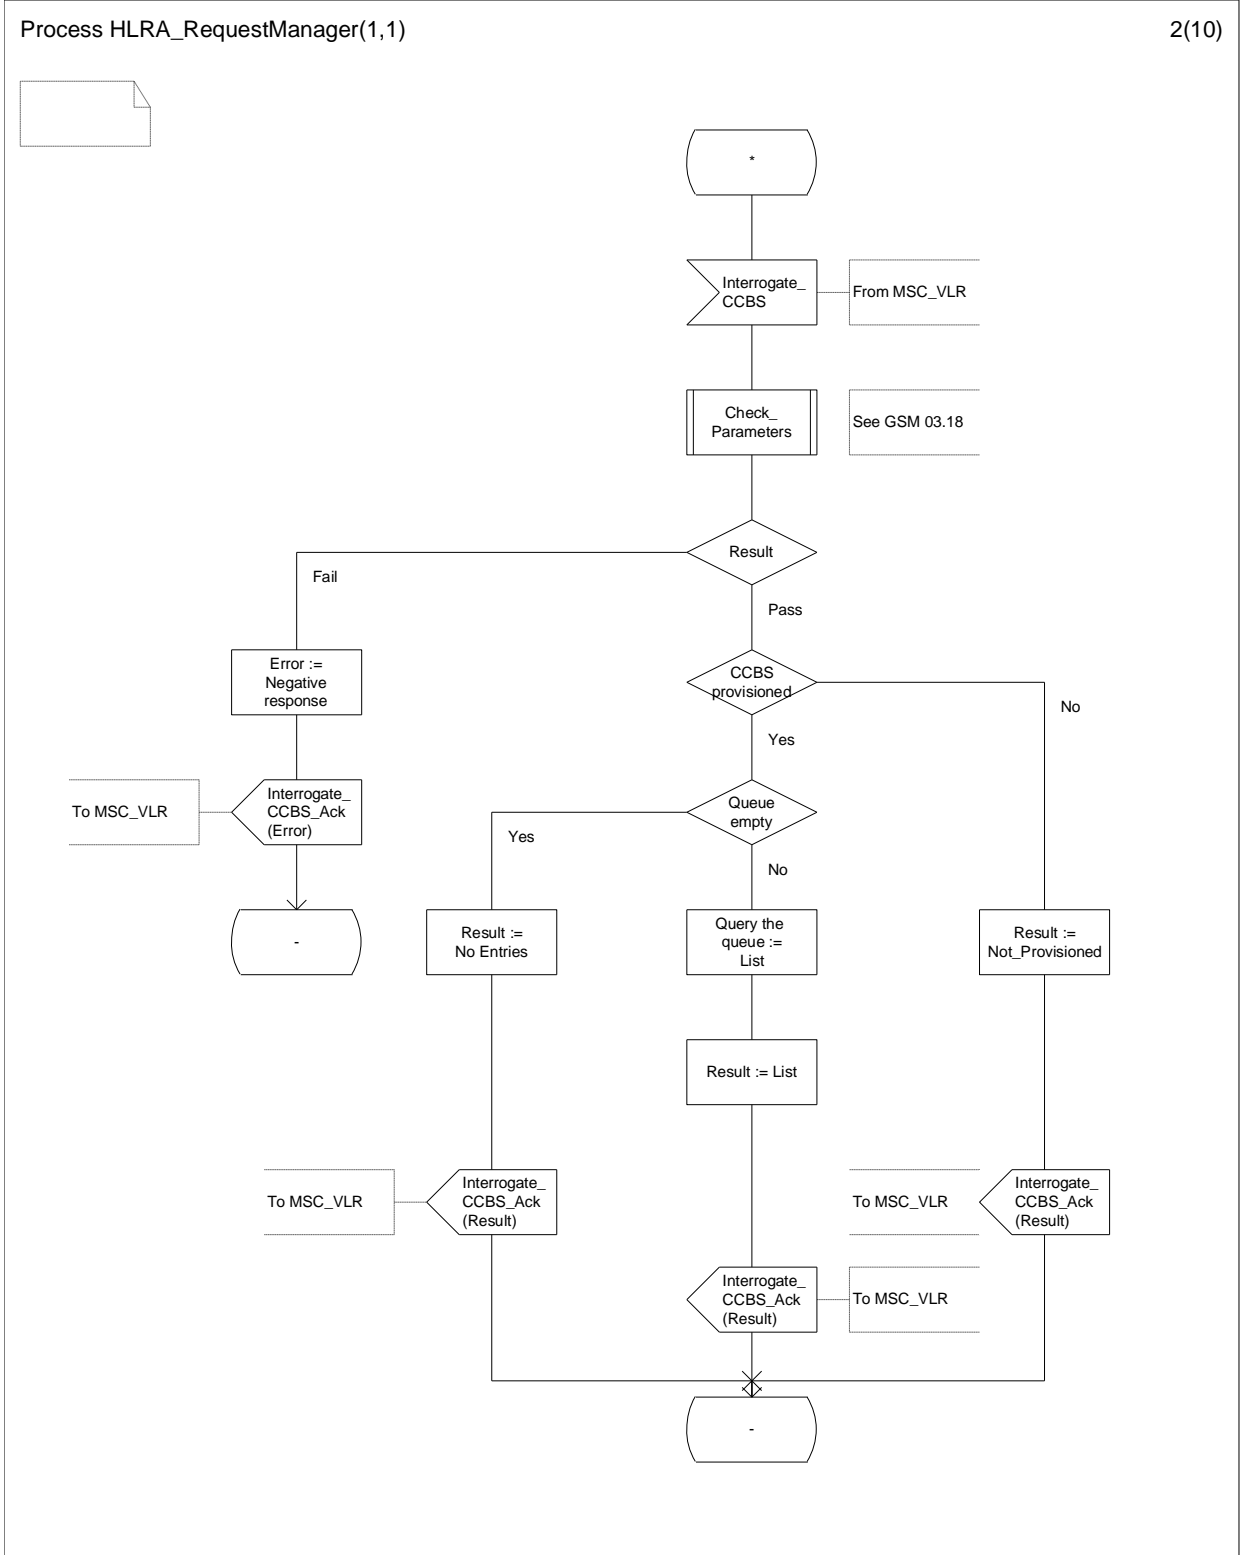 Process HLRA_RequestManager(1,1)
2(10)
*
Interrogate_
CCBS
From MSC_VLR
Check_
Parameters
See GSM 03.18
Result
Fail
Pass
Error :=
Negative
response
CCBS
provisioned
No
Yes
To MSC_VLR
Interrogate_
CCBS_Ack
(Error)
Queue
empty
Yes
No
-
Result :=
No Entries
Query the
queue :=
List
Result :=
Not_Provisioned
Result := List
To MSC_VLR
Interrogate_
CCBS_Ack
(Result)
To MSC_VLR
Interrogate_
CCBS_Ack
(Result)
Interrogate_
CCBS_Ack
(Result)
To MSC_VLR
-